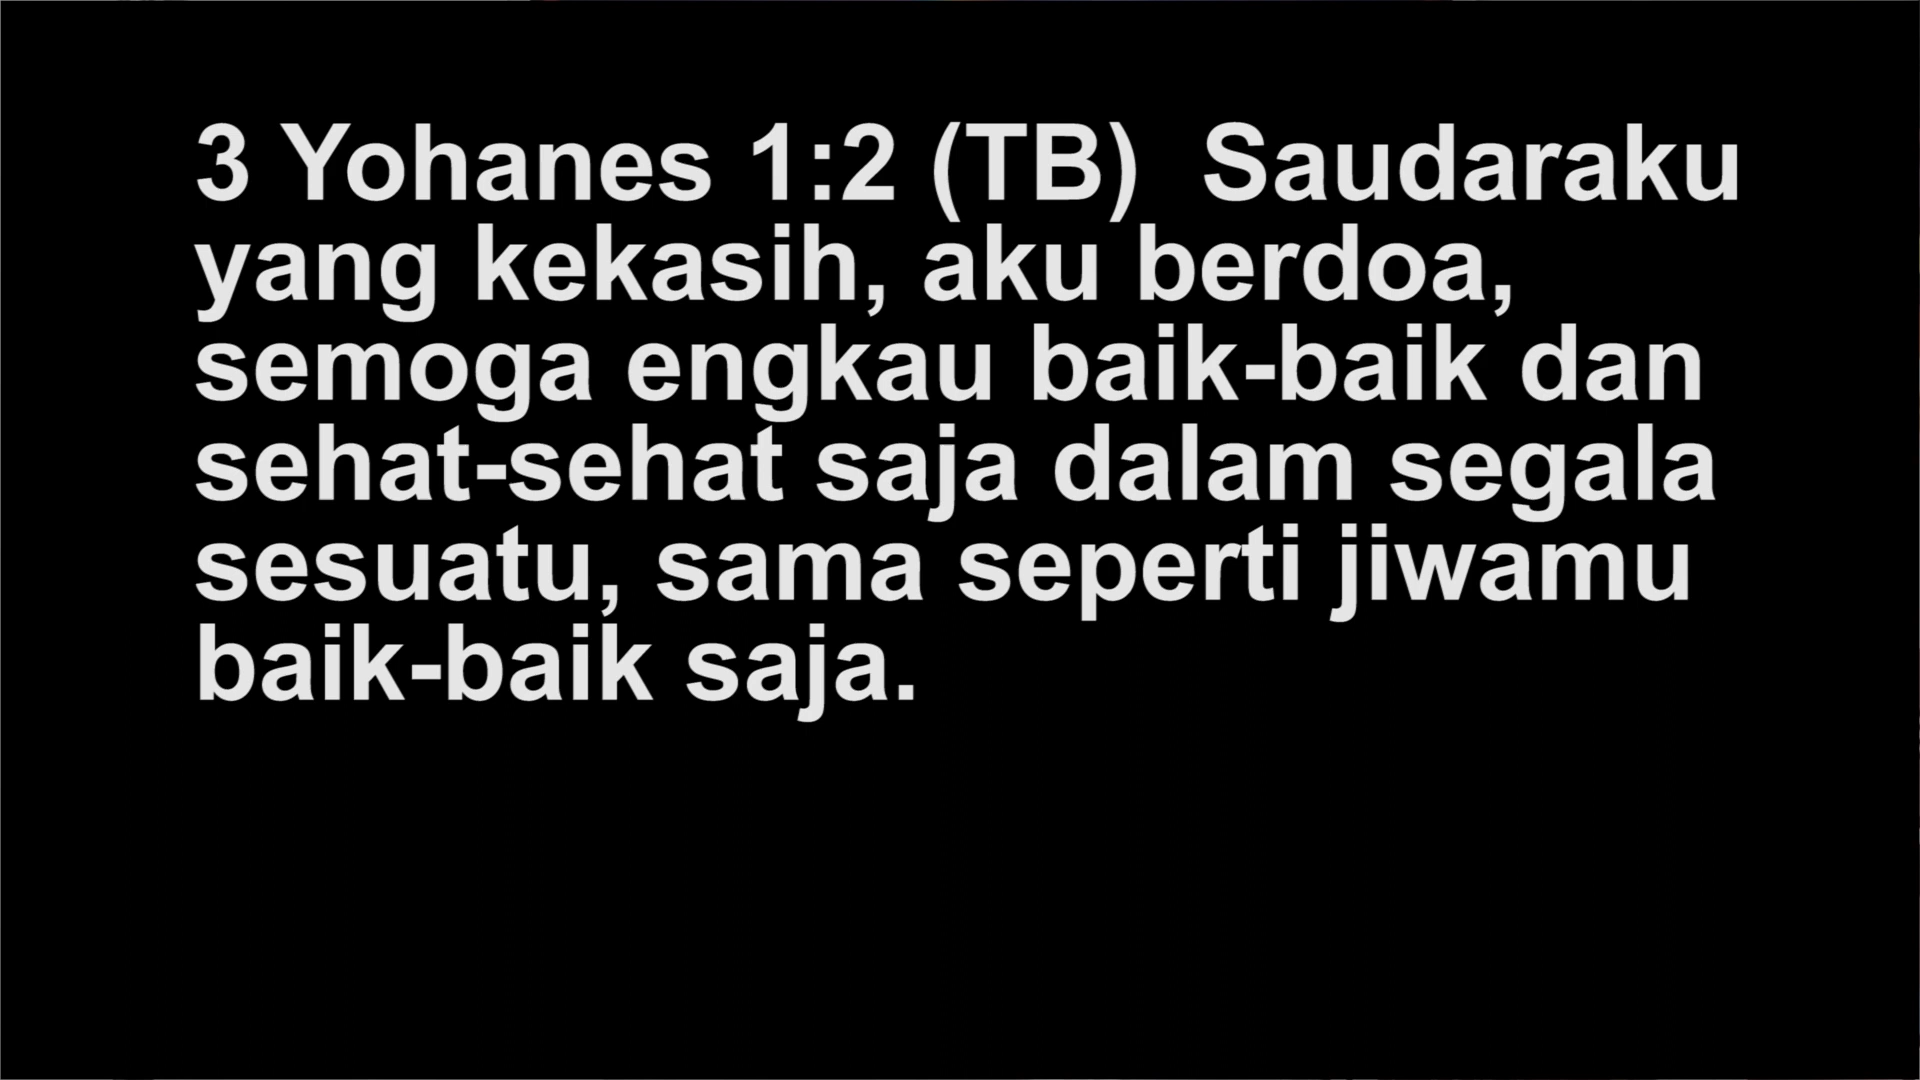 3 Yohanes 1:2 (TB)  Saudaraku
yang kekasih, aku berdoa,
semoga engkau baik-baik dan
sehat-sehat saja dalam segala
sesuatu, sama seperti jiwamu
baik-baik saja.